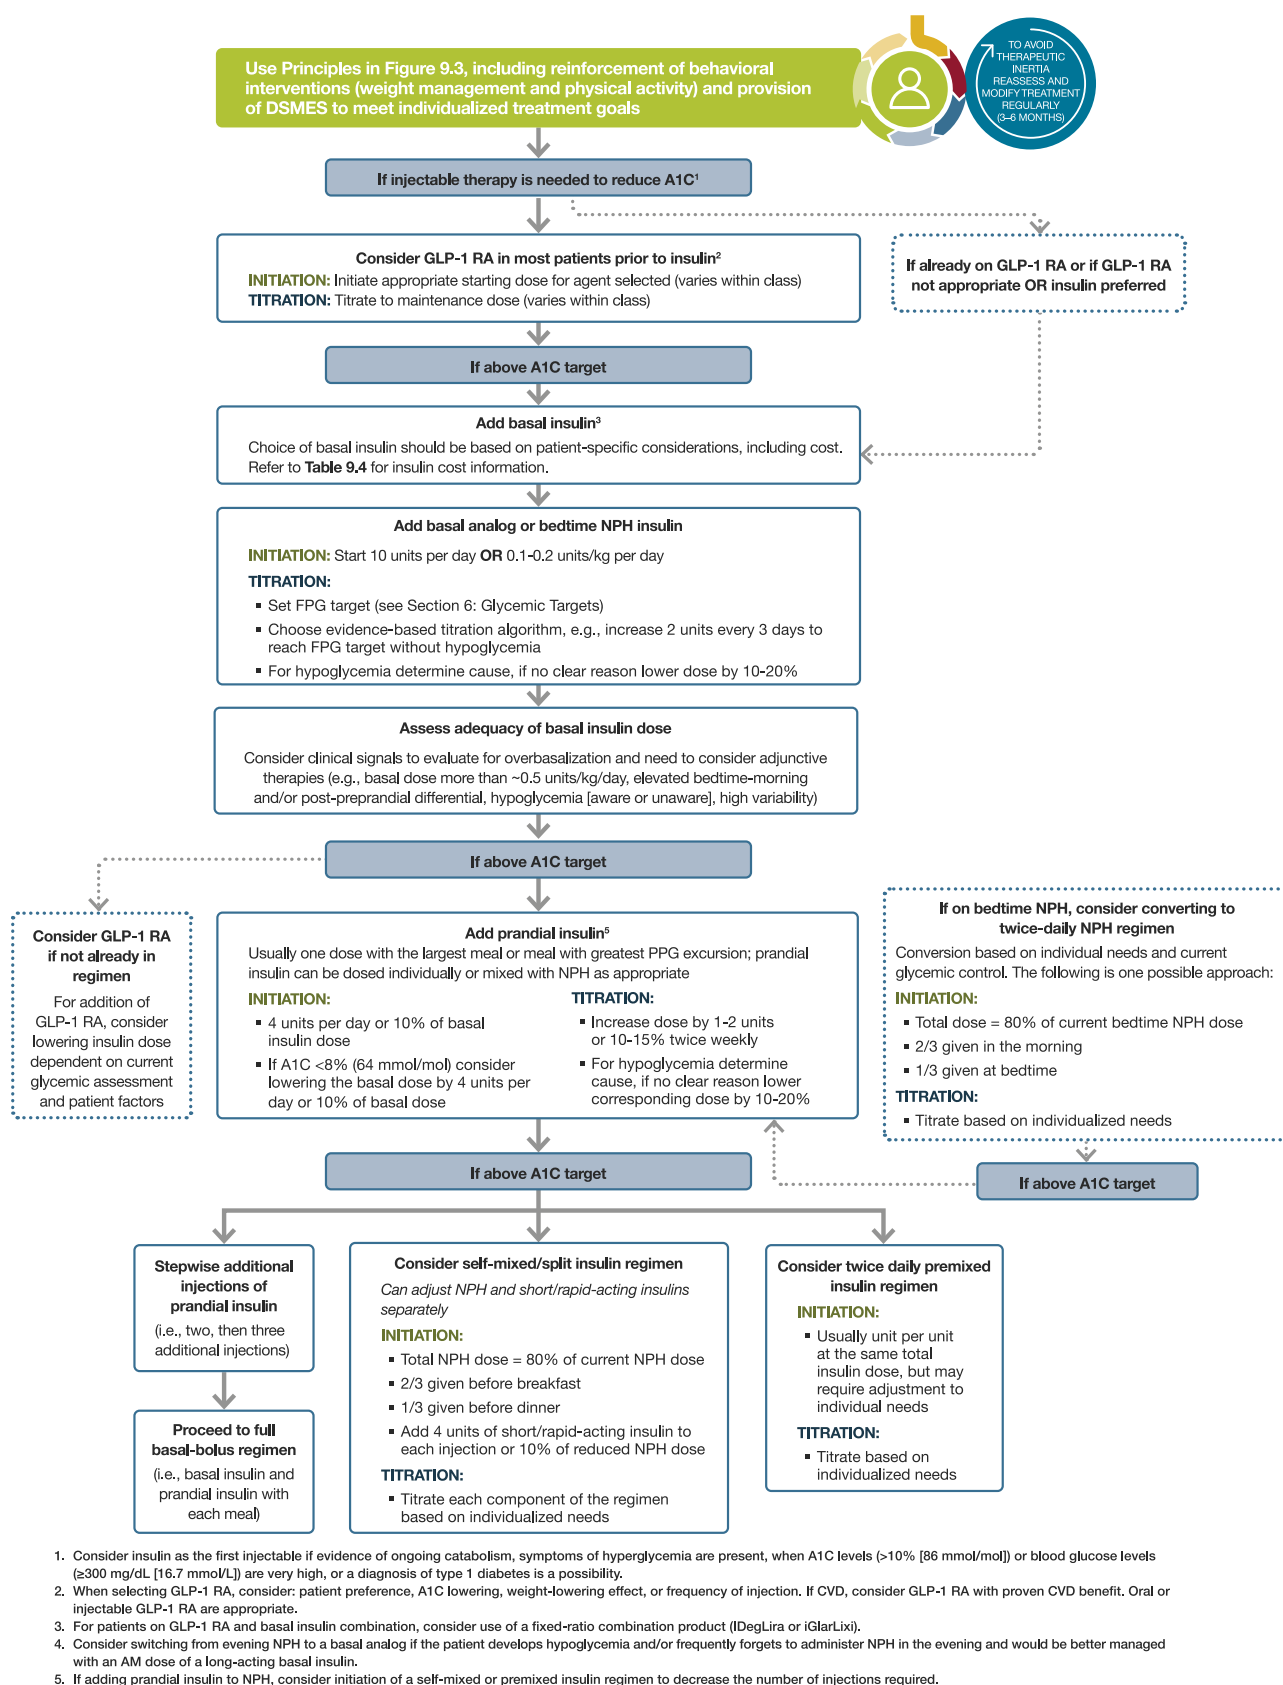 Use Principles in Figure 9.3, including reinforcement of behavioral
interventions (weight management and physical activity) and provision
of DSMES to meet individualized treatment goals
TO AVOID
THERAPEUTIC
INERTIA
REASSESS AND
MODIFY TREATMENT
REGULARLY
(3–6 MONTHS)
If injectable therapy is needed to reduce A1C¹
Consider GLP-1 RA in most patients prior to insulin²
INITIATION: Initiate appropriate starting dose for agent selected (varies within class)
TITRATION: Titrate to maintenance dose (varies within class)
If already on GLP-1 RA or if GLP-1 RA
not appropriate OR insulin preferred
If above A1C target
Add basal insulin³
Choice of basal insulin should be based on patient-specific considerations, including cost.
Refer to Table 9.4 for insulin cost information.
Add basal analog or bedtime NPH insulin
INITIATION: Start 10 units per day OR 0.1-0.2 units/kg per day
TITRATION:
▪ Set FPG target (see Section 6: Glycemic Targets)
▪ Choose evidence-based titration algorithm, e.g., increase 2 units every 3 days to
reach FPG target without hypoglycemia
▪ For hypoglycemia determine cause, if no clear reason lower dose by 10-20%
Assess adequacy of basal insulin dose
Consider clinical signals to evaluate for overbasalization and need to consider adjunctive
therapies (e.g., basal dose more than ~0.5 units/kg/day, elevated bedtime-morning
and/or post-preprandial differential, hypoglycemia [aware or unaware], high variability)
If above A1C target
Consider GLP-1 RA
if not already in
regimen
For addition of
GLP-1 RA, consider
lowering insulin dose
dependent on current
glycemic assessment
and patient factors
Add prandial insulin⁵
Usually one dose with the largest meal or meal with greatest PPG excursion; prandial
insulin can be dosed individually or mixed with NPH as appropriate
INITIATION:
▪ 4 units per day or 10% of basal
insulin dose
▪ If A1C <8% (64 mmol/mol) consider
lowering the basal dose by 4 units per
day or 10% of basal dose
TITRATION:
▪ Increase dose by 1-2 units
or 10-15% twice weekly
▪ For hypoglycemia determine
cause, if no clear reason lower
corresponding dose by 10-20%
If on bedtime NPH, consider converting to
twice-daily NPH regimen
Conversion based on individual needs and current
glycemic control. The following is one possible approach:
INITIATION:
▪ Total dose = 80% of current bedtime NPH dose
▪ 2/3 given in the morning
▪ 1/3 given at bedtime
TITRATION:
▪ Titrate based on individualized needs
If above A1C target
If above A1C target
Stepwise additional
injections of
prandial insulin
(i.e., two, then three
additional injections)
Proceed to full
basal-bolus regimen
(i.e., basal insulin and
prandial insulin with
each meal)
Consider self-mixed/split insulin regimen
Can adjust NPH and short/rapid-acting insulins
separately
INITIATION:
▪ Total NPH dose = 80% of current NPH dose
▪ 2/3 given before breakfast
▪ 1/3 given before dinner
▪ Add 4 units of short/rapid-acting insulin to
each injection or 10% of reduced NPH dose
TITRATION:
▪ Titrate each component of the regimen
based on individualized needs
Consider twice daily premixed
insulin regimen
INITIATION:
▪ Usually unit per unit
at the same total
insulin dose, but may
require adjustment to
individual needs
TITRATION:
▪ Titrate based on
individualized needs
1. Consider insulin as the first injectable if evidence of ongoing catabolism, symptoms of hyperglycemia are present, when A1C levels (>10% [86 mmol/mol]) or blood glucose levels
(≥300 mg/dL [16.7 mmol/L]) are very high, or a diagnosis of type 1 diabetes is a possibility.
2. When selecting GLP-1 RA, consider: patient preference, A1C lowering, weight-lowering effect, or frequency of injection. If CVD, consider GLP-1 RA with proven CVD benefit. Oral or
injectable GLP-1 RA are appropriate.
3. For patients on GLP-1 RA and basal insulin combination, consider use of a fixed-ratio combination product (IDegLira or iGlarLixi).
4. Consider switching from evening NPH to a basal analog if the patient develops hypoglycemia and/or frequently forgets to administer NPH in the evening and would be better managed
with an AM dose of a long-acting basal insulin.
5. If adding prandial insulin to NPH, consider initiation of a self-mixed or premixed insulin regimen to decrease the number of injections required.